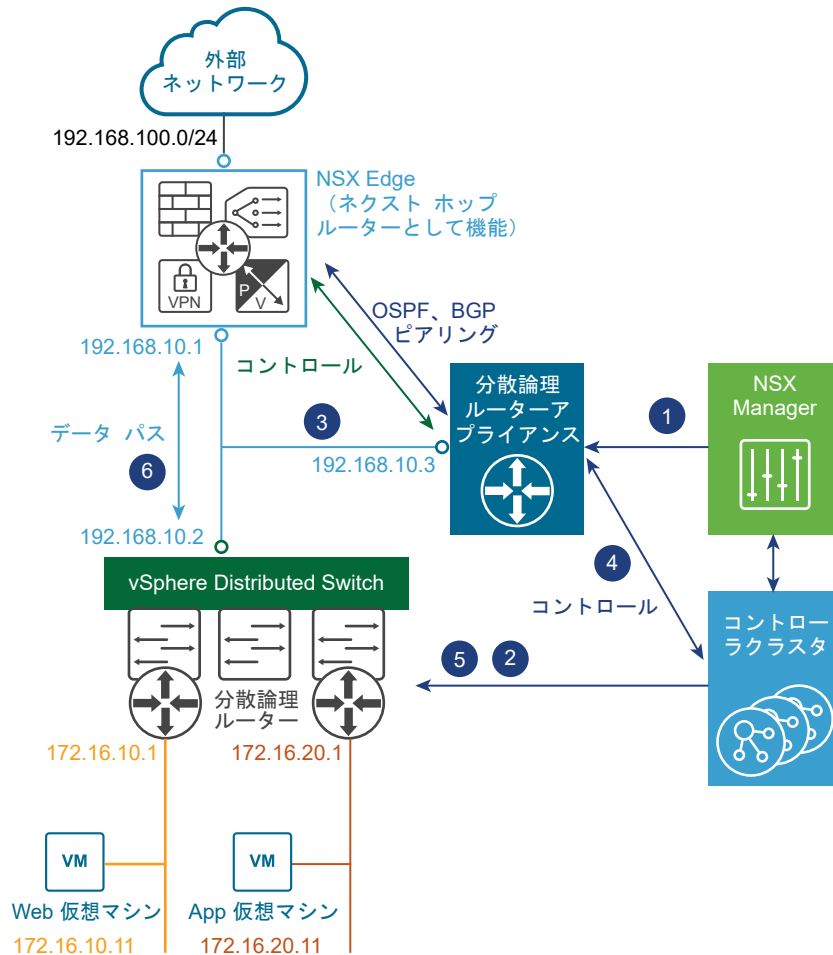 外部
ネットワーク
192.168.100.0/24
NSX Edge
（ネクスト ホップ
ルーターとして機能）
VPN
P
V
OSPF、BGP
ピアリング
192.168.10.1
コントロール
データ パス
6
3
192.168.10.3
分散論理
ルーターア
プライアンス
1
NSX
Manager
192.168.10.2
vSphere Distributed Switch
4
コントロール
コントロー
ラクラスタ
5
2
分散論理
ルーター
172.16.10.1
172.16.20.1
VM
VM
Web 仮想マシン
App 仮想マシン
172.16.10.11
172.16.20.11